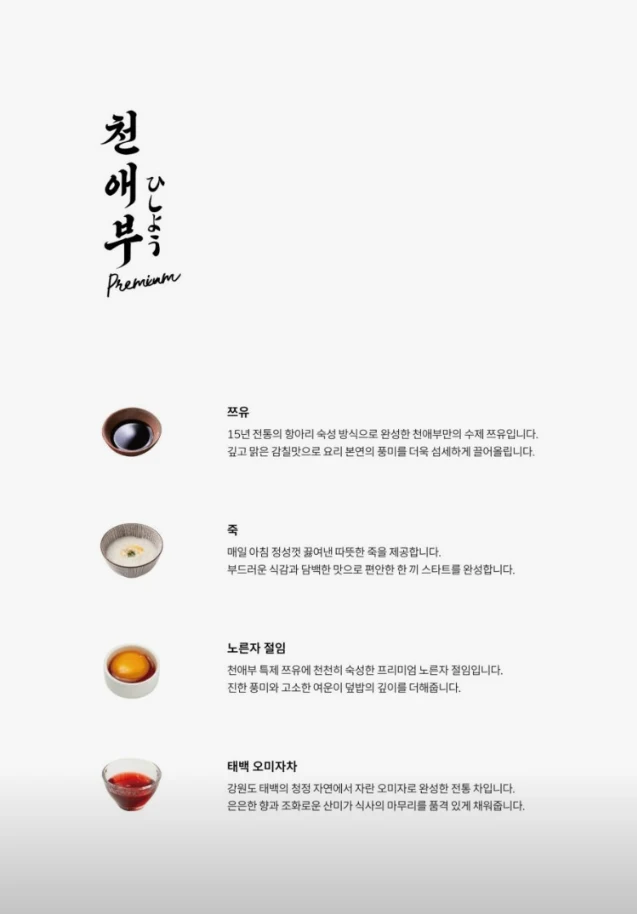 천애부
ひしよう
Premium
쯔유
15년 전통의 항아리 숙성 방식으로 완성한 천애부만의 수제 쯔유입니다.
깊고 맑은 감칠맛으로 요리 본연의 풍미를 더욱 섬세하게 끌어올립니다.
죽
매일 아침 정성껏 끓여낸 따뜻한 죽을 제공합니다.
부드러운 식감과 담백한 맛으로 편안한 한 끼 스타트를 완성합니다.
노른자 절임
천애부 특제 쯔유에 천천히 숙성한 프리미엄 노른자 절임입니다.
진한 풍미와 고소한 여운이 덮밥의 깊이를 더해줍니다.
태백 오미자차
강원도 태백의 청정 자연에서 자란 오미자로 완성한 전통 차입니다.
은은한 향과 조화로운 산미가 식사의 마무리를 품격 있게 채워줍니다.